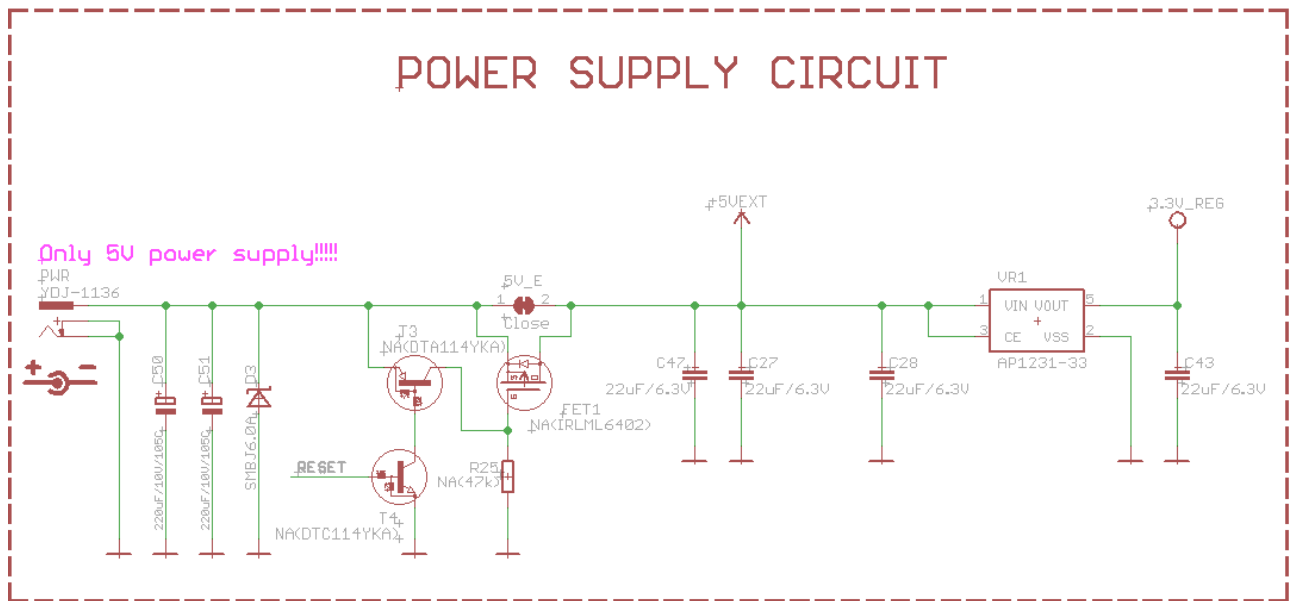 POWER SUPPLY CIRCUIT
+5VEXT
3.3V_REG
Only 5V power supply!!!!!
PWR
YDJ-1136
5V_E
1 2
Close
VR1
1 VIN VOUT 5
3 CE VSS 2
AP1231-33
T3
NA(DTA114YKA)
C50
220uF/10V/105C
C51
220uF/10V/105C
D3
SMBJ6.0A
S D
G
FET1
NA(IRLML6402)
C47
22uF/6.3V
C27
22uF/6.3V
C28
22uF/6.3V
C43
22uF/6.3V
RESET
R25
NA(47k)
T4
NA(DTC114YKA)